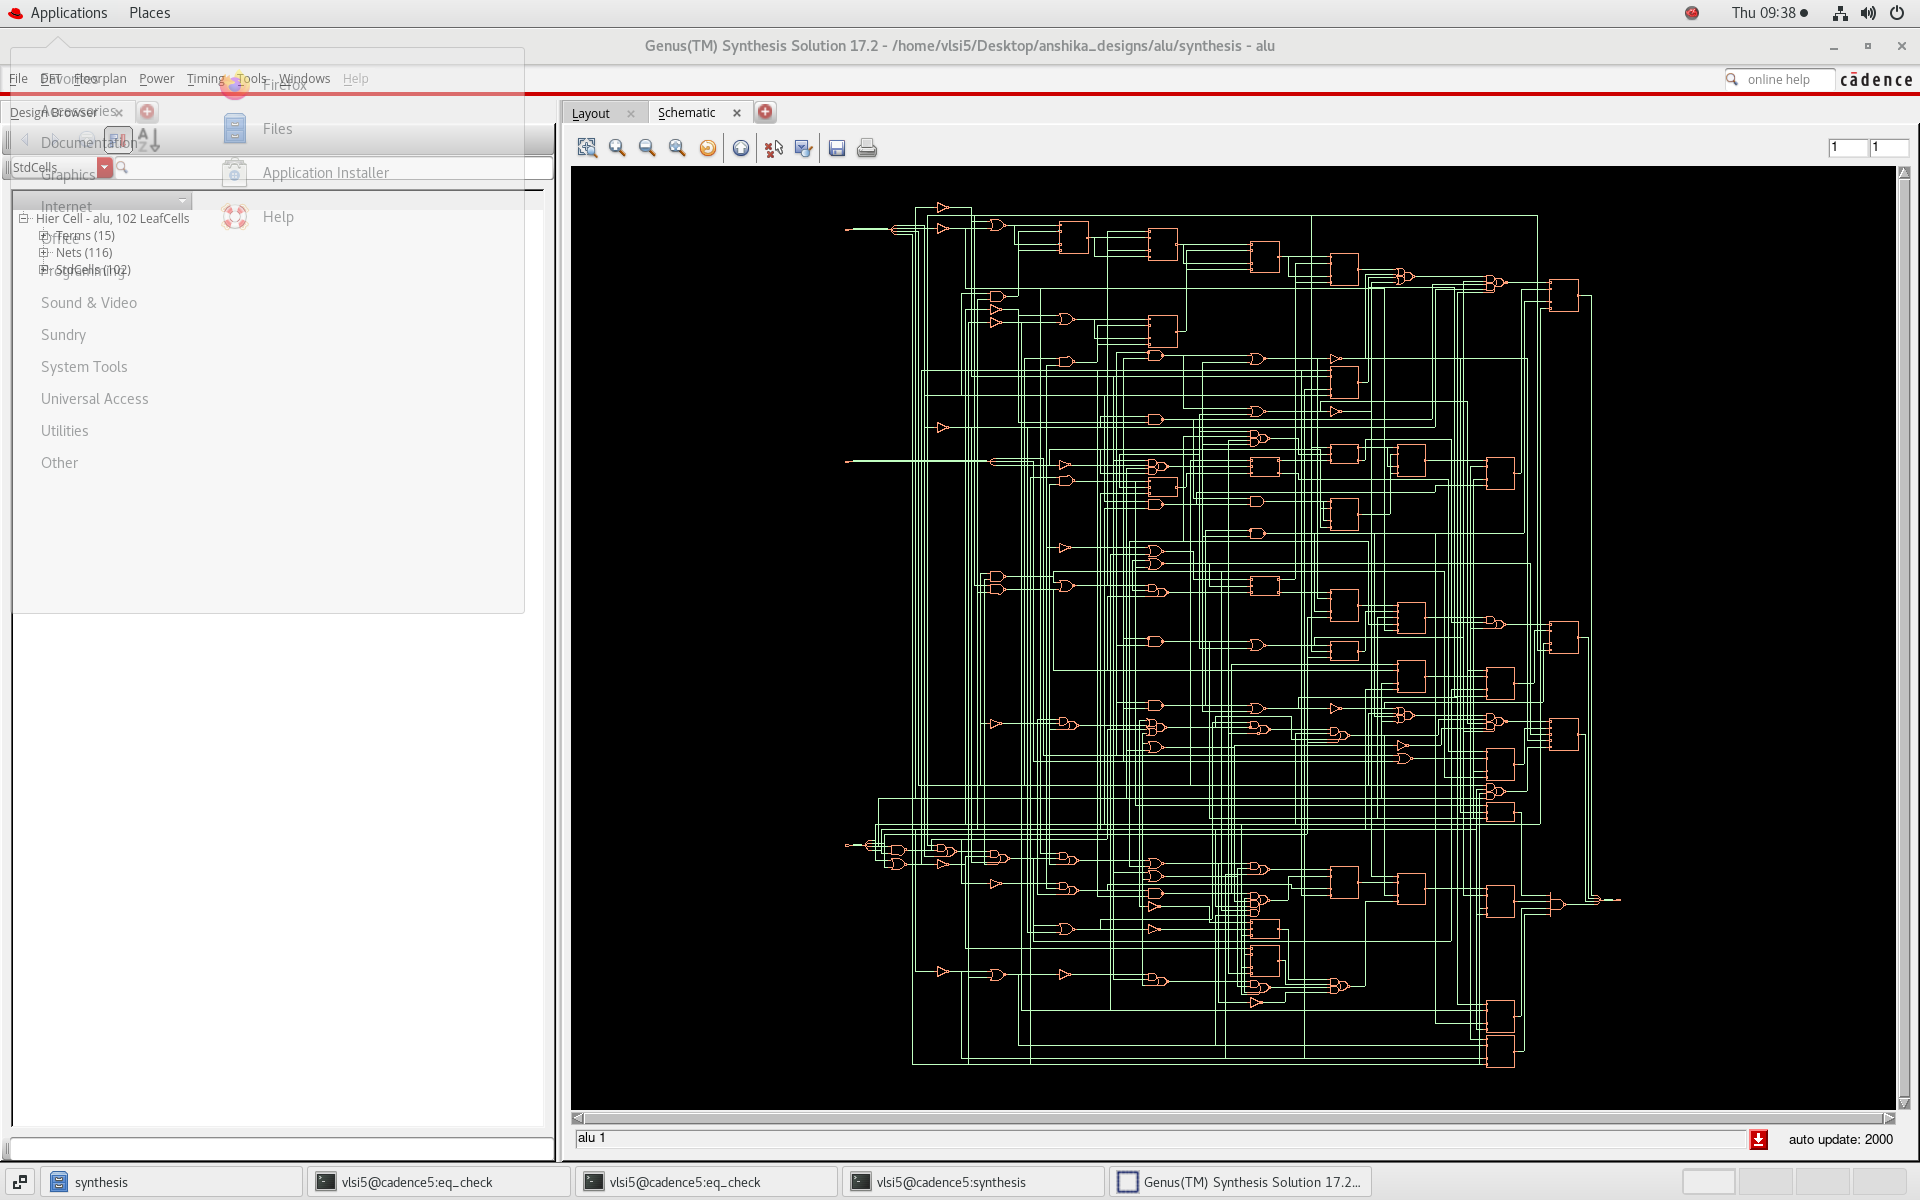 Applications Places
Thu 09:38
Genus(TM) Synthesis Solution 17.2 - /home/vlsi5/Desktop/anshika_designs/alu/synthesis - alu
File DFT Floorplan Power Timing Tools Windows Help
online help
cādence
Favorites
Firefox
Design Browser
Accessories
Layout
Schematic
Files
Documentation
A Z
1 1
StdCells
Graphics
Application Installer
Internet
Help
Hier Cell - alu, 102 LeafCells
Terms (15)
Office
Nets (116)
StdCells (102)
Programming
Sound & Video
Sundry
System Tools
Universal Access
Utilities
Other
alu 1
auto update: 2000
synthesis
vlsi5@cadence5:eq_check
vlsi5@cadence5:eq_check
vlsi5@cadence5:synthesis
Genus(TM) Synthesis Solution 17.2...